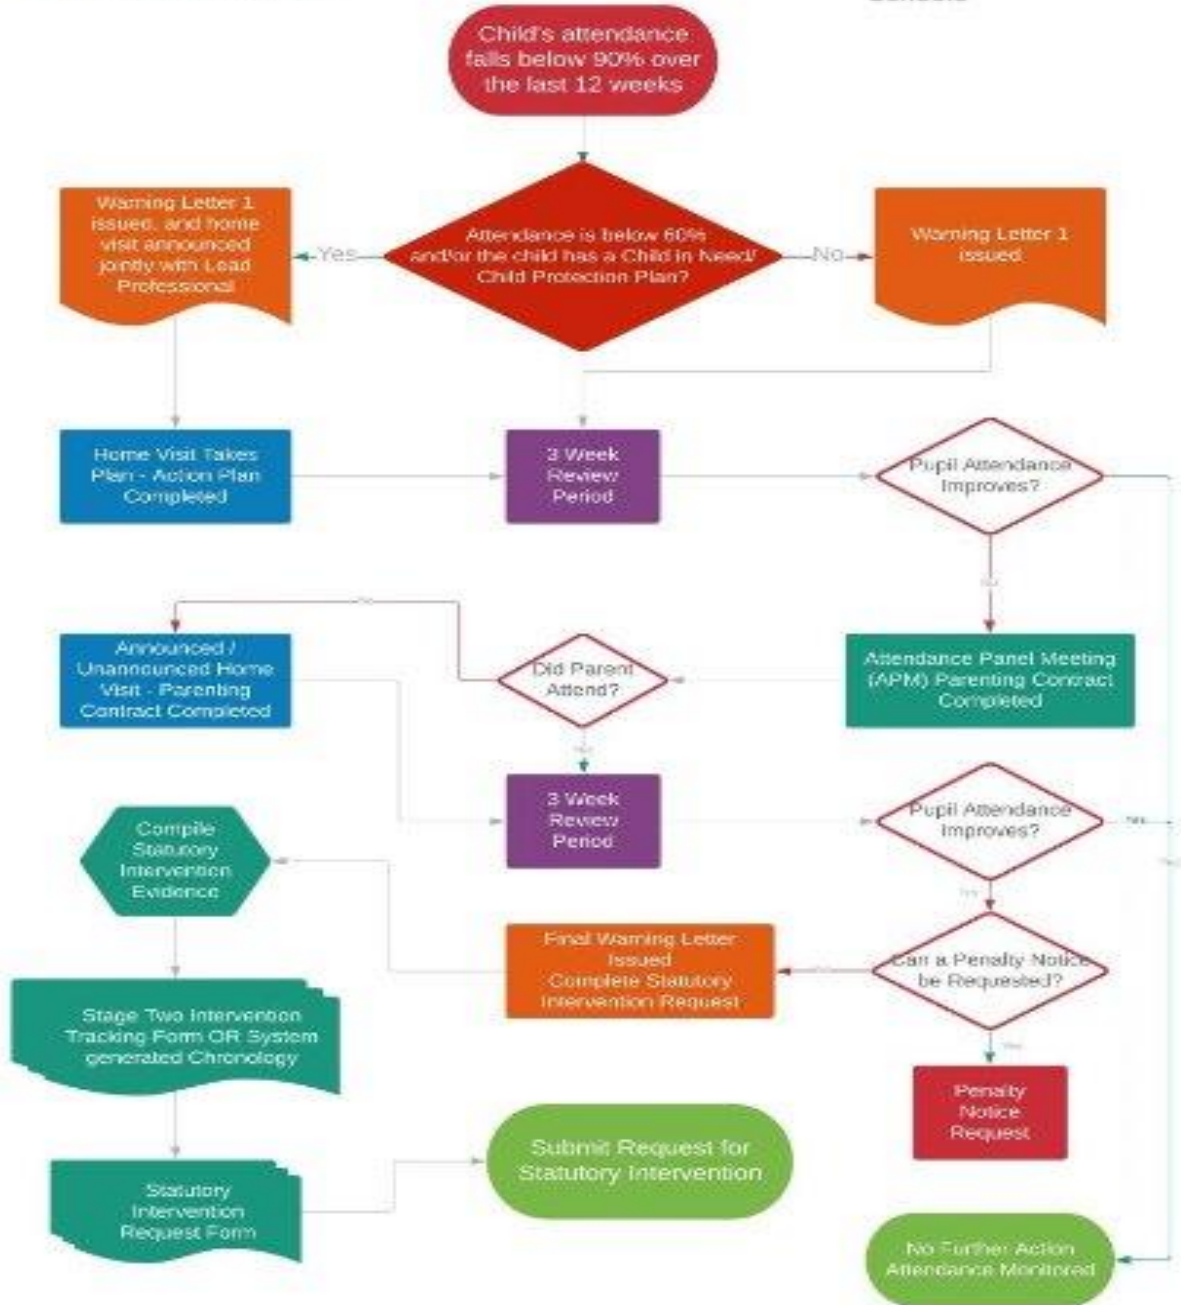 Child's attendance
falls below 90% over
the last 12 weeks
Warning Letter 1
issued, and home
visit announced
jointly with Lead
Professional
Yes
Attendance is below 60%
and/or the child has a Child in Need/
Child Protection Plan?
No
Warning Letter 1
issued
Home Visit Takes
Plan - Action Plan
Completed
3 Week
Review
Period
Pupil Attendance
Improves?
No
Announced /
Unannounced Home
Visit - Parenting
Contract Completed
Did Parent
Attend?
Attendance Panel Meeting
(APM) Parenting Contract
Completed
Yes
3 Week
Review
Period
Pupil Attendance
Improves?
Yes
Compile
Statutory
Intervention
Evidence
Final Warning Letter
Issued
Complete Statutory
Intervention Request
Can a Penalty Notice
be Requested?
Yes
Stage Two Intervention
Tracking Form OR System
generated Chronology
Penalty
Notice
Request
Submit Request for
Statutory Intervention
Statutory
Intervention
Request Form
No Further Action
Attendance Monitored